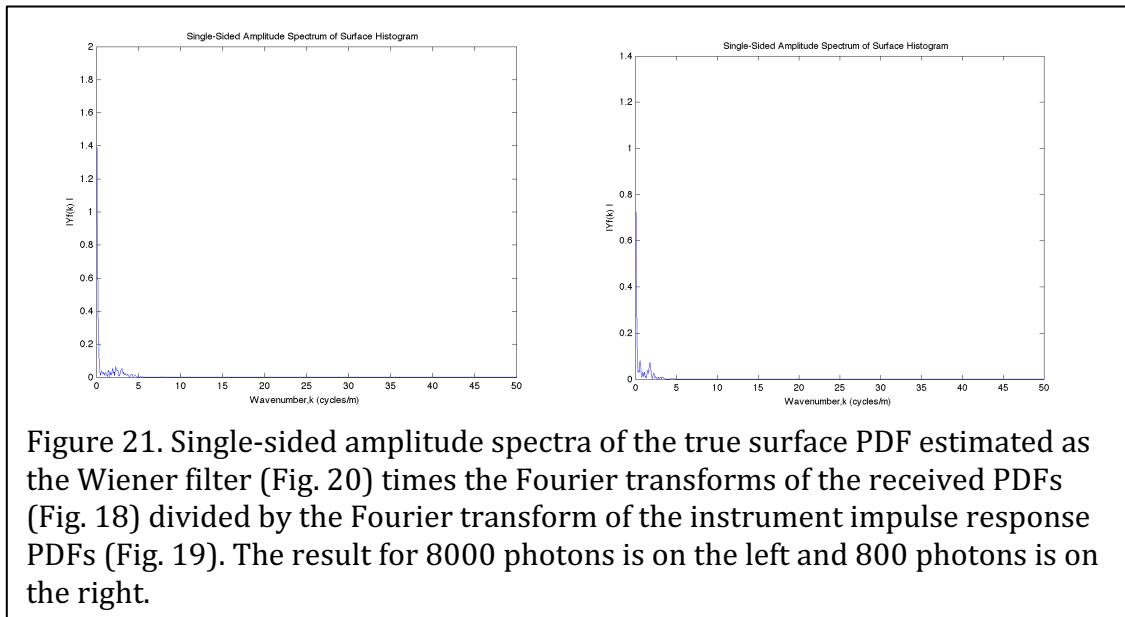 Single-Sided Amplitude Spectrum of Surface Histogram
2
1.8
1.6
1.4
1.2
1
0.8
0.6
0.4
0.2
0
|Yf(k) |
0 5 10 15 20 25 30 35 40 45 50
Wavenumber,k (cycles/m)
Single-Sided Amplitude Spectrum of Surface Histogram
1.4
1.2
1
0.8
0.6
0.4
0.2
0
|Yf(k) |
0 5 10 15 20 25 30 35 40 45 50
Wavenumber,k (cycles/m)
Figure 21. Single-sided amplitude spectra of the true surface PDF estimated as
the Wiener filter (Fig. 20) times the Fourier transforms of the received PDFs
(Fig. 18) divided by the Fourier transform of the instrument impulse response
PDFs (Fig. 19). The result for 8000 photons is on the left and 800 photons is on
the right.